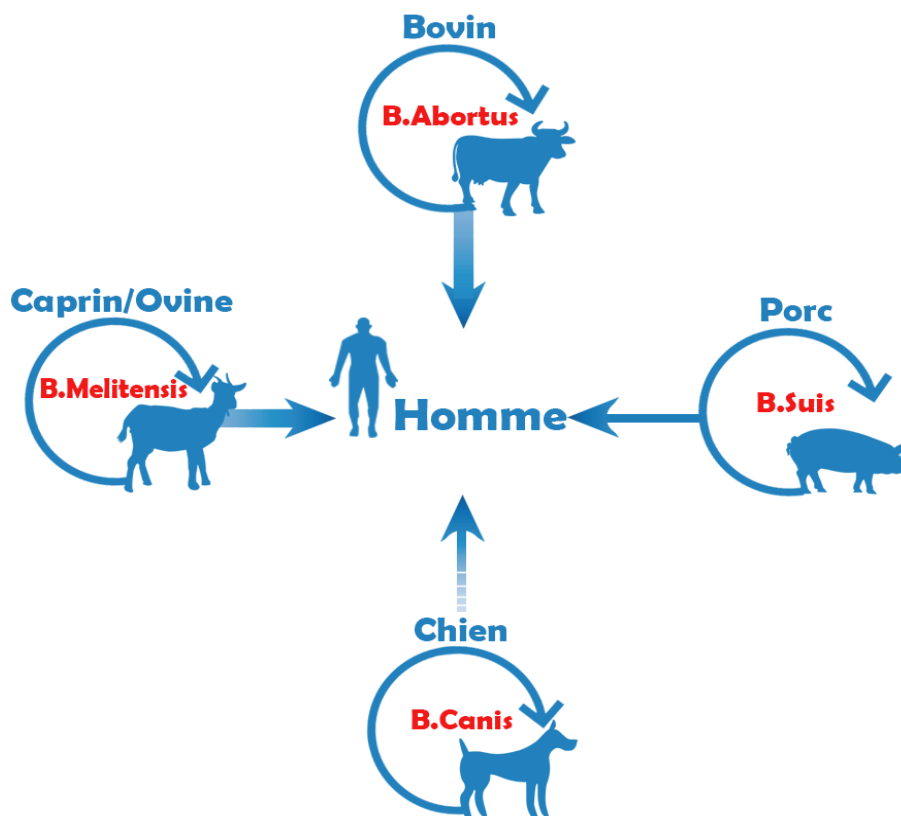 Bovin
B.Abortus
Caprin/Ovine
B.Melitensis
Homme
Porc
B.Suis
Chien
B.Canis